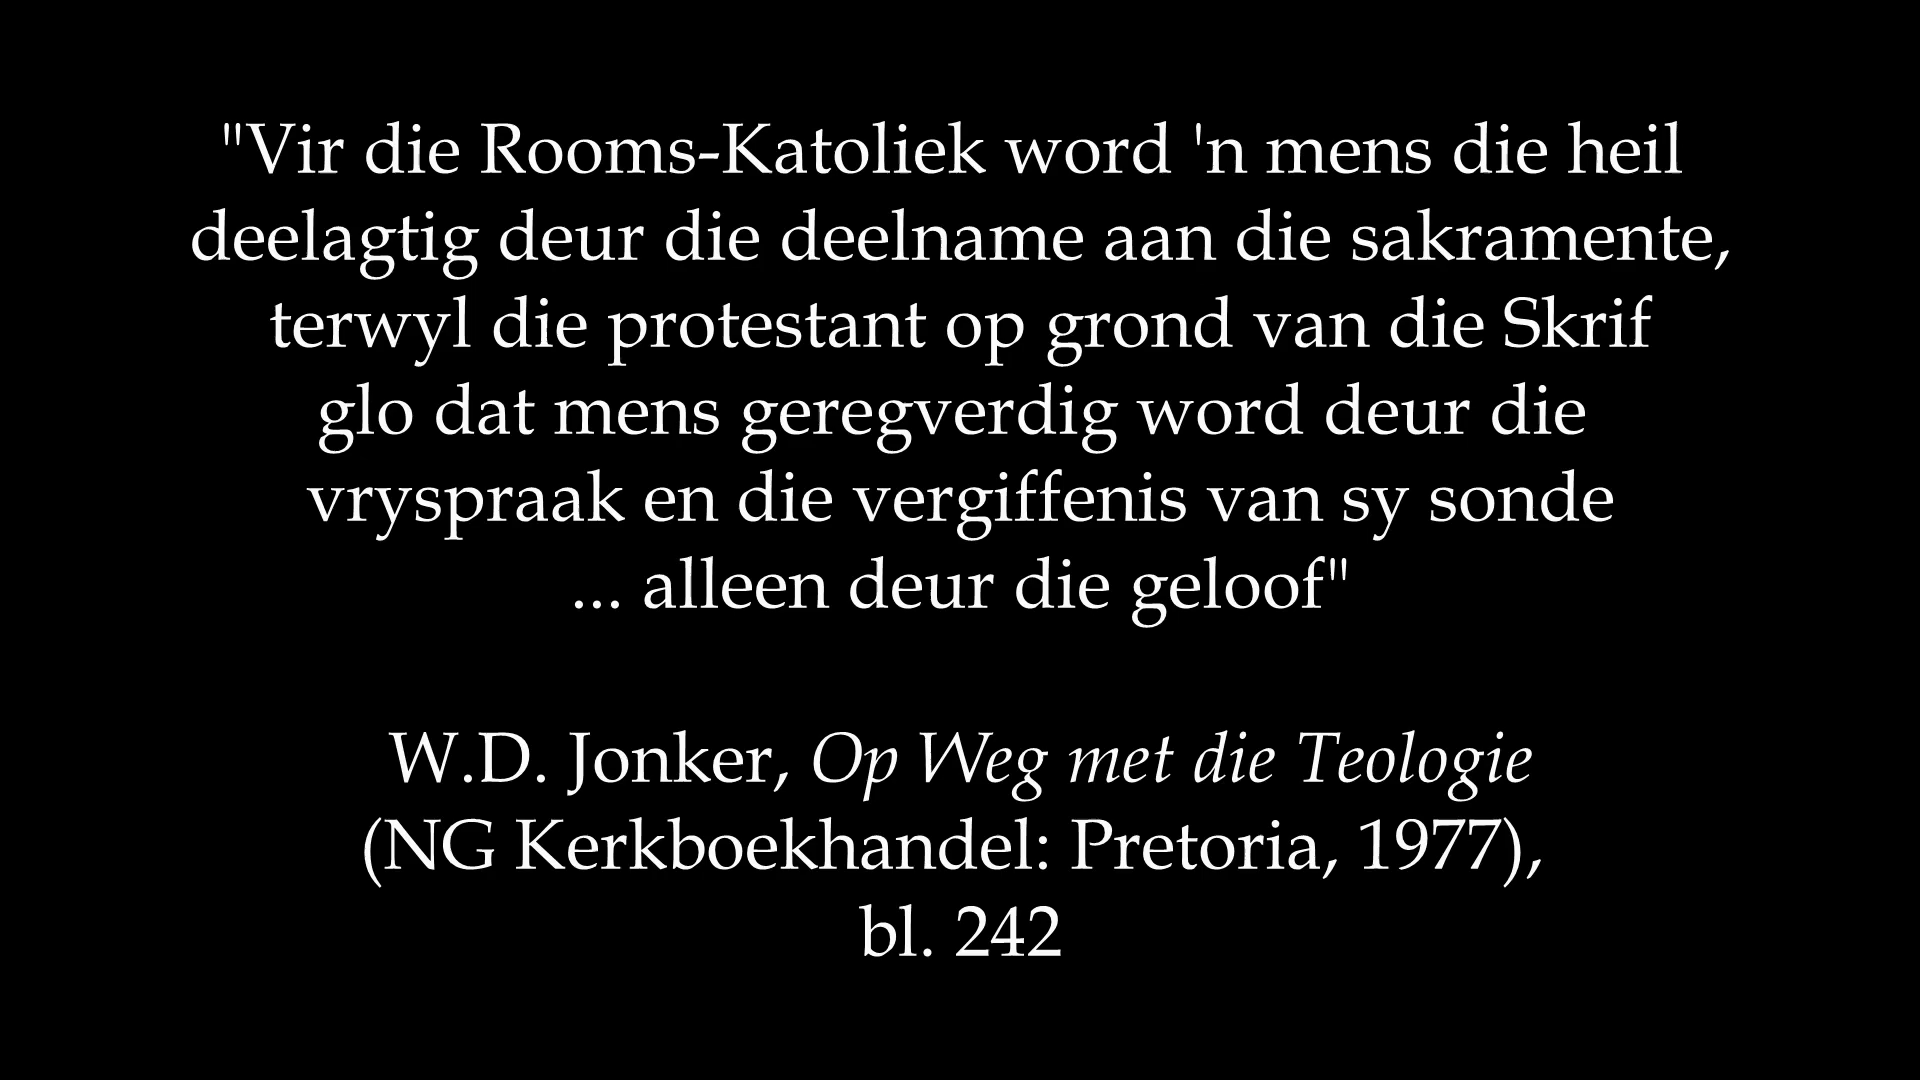 "Vir die Rooms-Katoliek word 'n mens die heil
deelagtig deur die deelname aan die sakramente,
terwyl die protestant op grond van die Skrif
glo dat mens geregverdig word deur die
vryspraak en die vergiffenis van sy sonde
... alleen deur die geloof"
W.D. Jonker, Op Weg met die Teologie
(NG Kerkboekhandel: Pretoria, 1977),
bl. 242